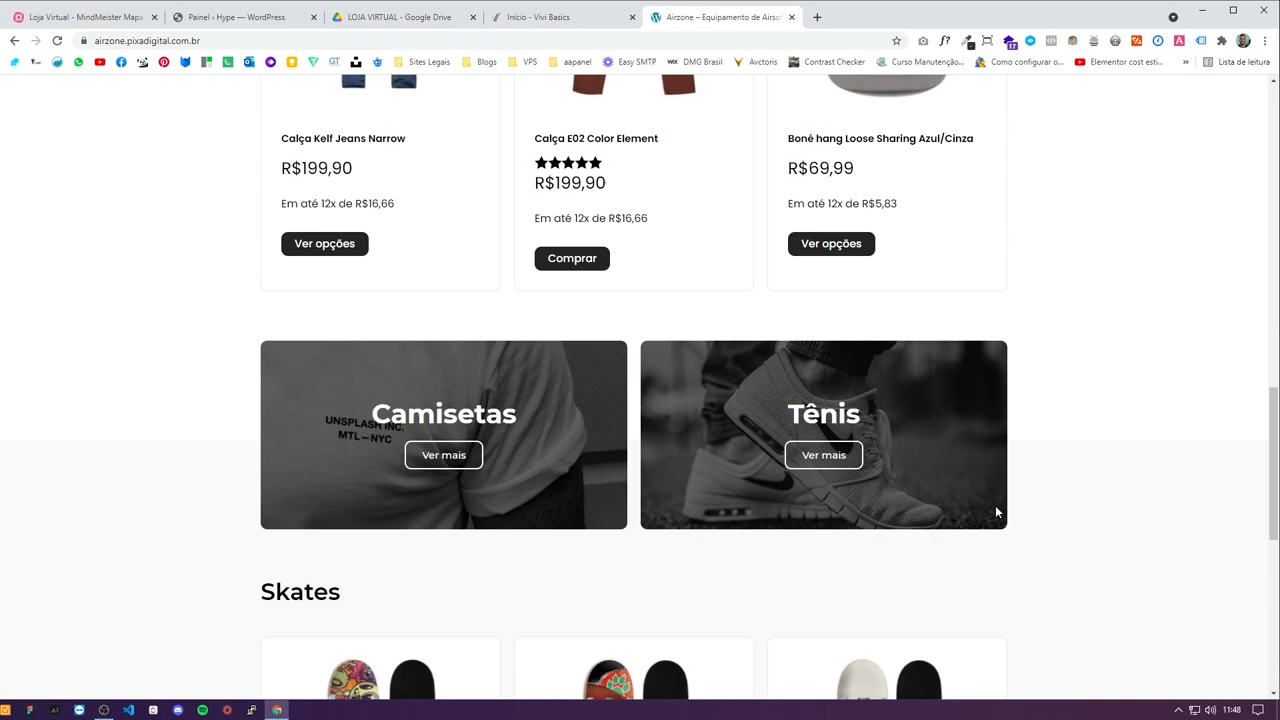 Loja Virtual - MindMeister Mapa
Painel ‹ Hype — WordPress
LOJA VIRTUAL - Google Drive
Início - Vivi Basics
Airzone – Equipamento de Airso
airzone.pixadigital.com.br
17
Sites Legais
Blogs
VPS
aapanel
Easy SMTP
DMG Brasil
Avctoris
Contrast Checker
Curso Manutenção...
Como configurar o...
Elementor cost esti...
»
Lista de leitura
Calça Kelf Jeans Narrow
R$199,90
Em até 12x de R$16,66
Ver opções
Calça E02 Color Element
R$199,90
Em até 12x de R$16,66
Comprar
Boné hang Loose Sharing Azul/Cinza
R$69,99
Em até 12x de R$5,83
Ver opções
UNSPLASH INC.
MTL—NYC
Camisetas
Ver mais
Tênis
Ver mais
Skates
11:48